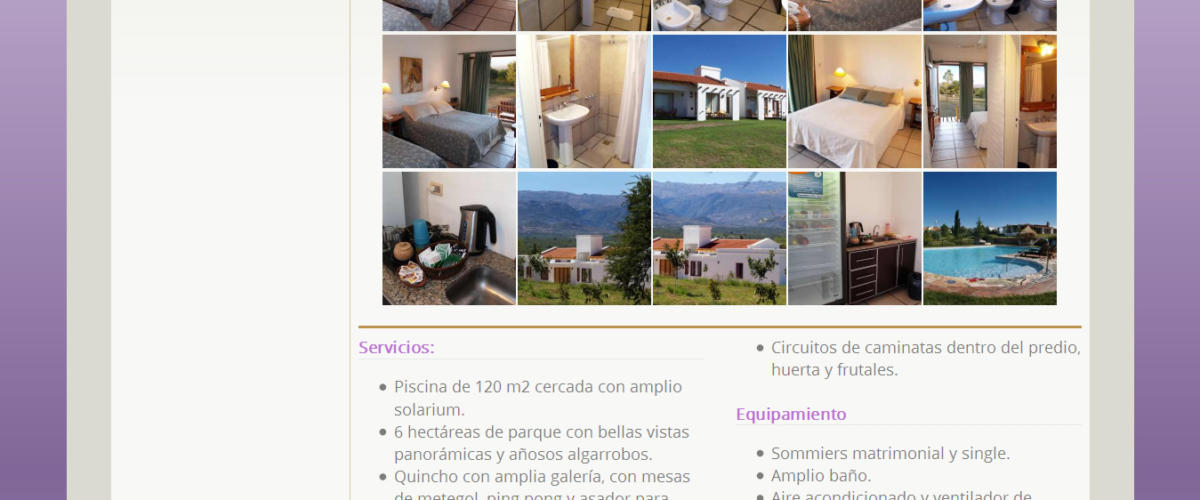 Servicios:
Piscina de 120 m2 cercada con amplio
solarium.
6 hectáreas de parque con bellas vistas
panorámicas y añosos algarrobos.
Quincho con amplia galería, con mesas
de metegol, ping pong y asador para
Circuitos de caminatas dentro del predio,
huerta y frutales.
Equipamiento
Sommiers matrimonial y single.
Amplio baño.
Aire acondicionado y ventilador de